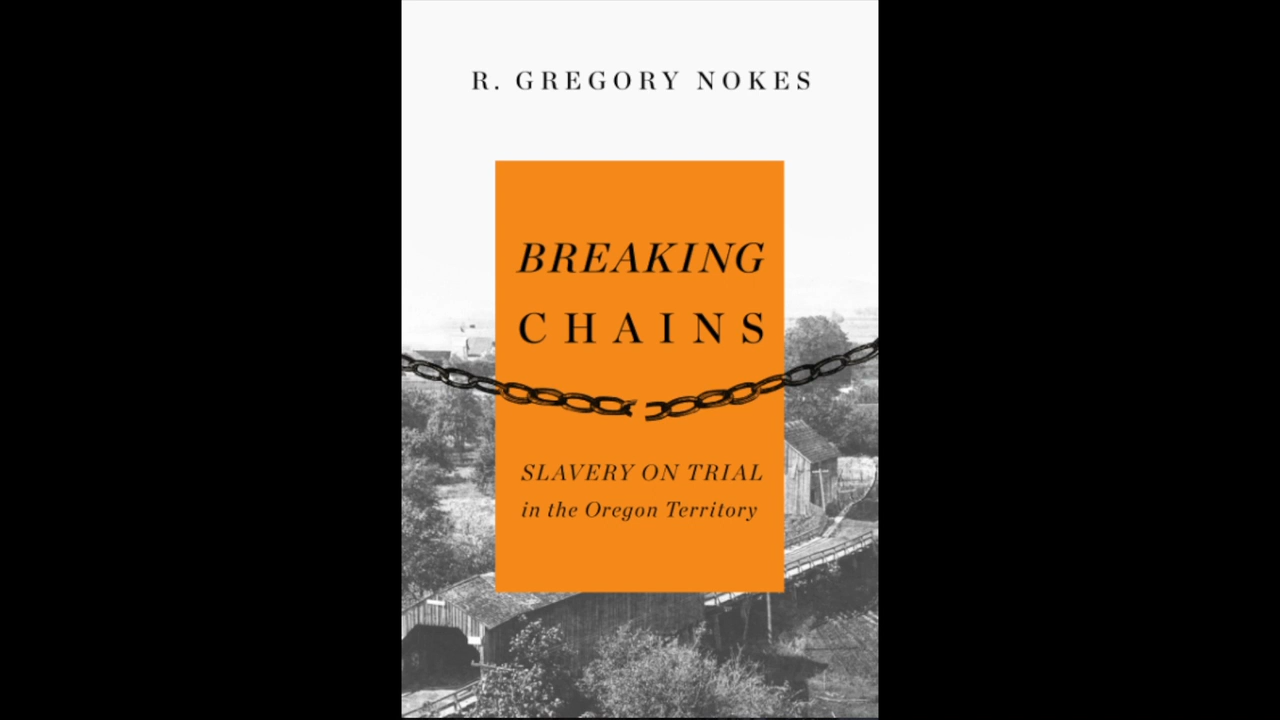 R. GREGORY NOKES
BREAKING
CHAINS
SLAVERY ON TRIAL
in the Oregon Territory